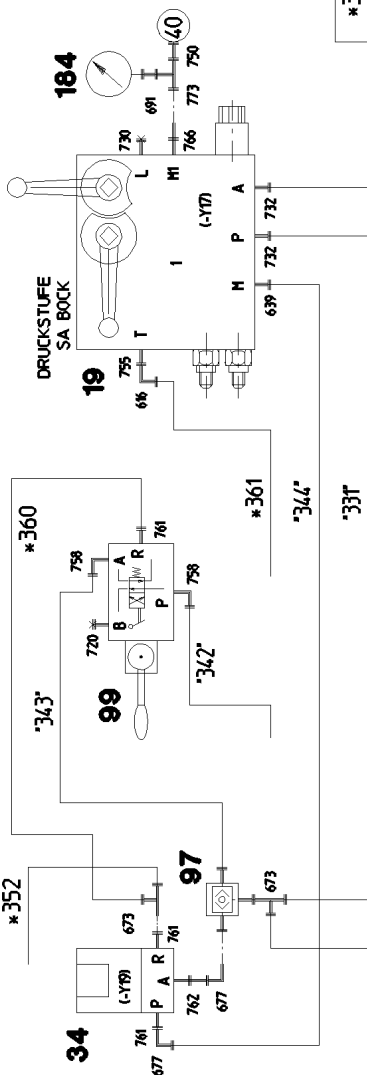 *352
34
(-Y19)
P
A
R
761
677
673
761
762
677
97
673
*360
"343"
99
720
758
B
A
R
P
761
758
"342"
DRUCKSTUFE
SA BOCK
19
755
616
T
L
M1
1
(-Y17)
M
P
A
730
766
639
732
732
184
691
773
750
40
*361
"344"
"331"